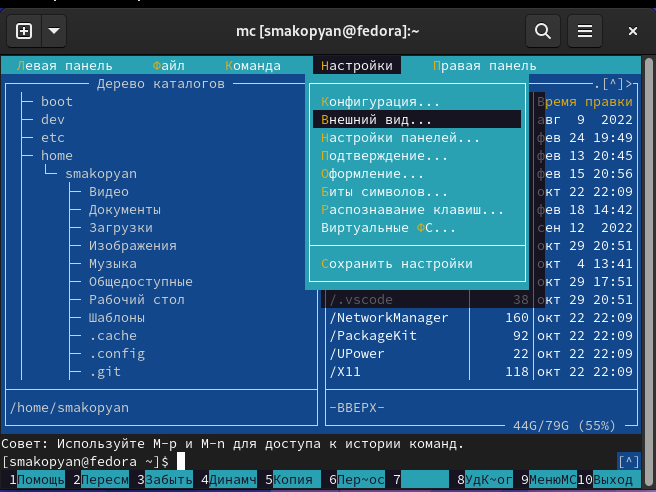 mc [smakopyan@fedora]:~
Левая панель Файл Команда Настройки Правая панель
Дерево каталогов .[^]>
boot
dev
etc
home
smakopyan
Видео
Документы
Загрузки
Изображения
Музыка
Общедоступные
Рабочий стол
Шаблоны
.cache
.config
.git
/home/smakopyan
Конфигурация...
Внешний вид...
Настройки панелей...
Подтверждение...
Оформление...
Биты символов...
Распознавание клавиш...
Виртуальные ФС...
Сохранить настройки
Время правки
авг 9 2022
фев 24 19:49
фев 13 20:45
фев 15 20:56
окт 22 22:09
фев 18 14:42
сен 12 2022
окт 29 20:51
окт 4 13:41
окт 29 17:51
/.vscode 38 окт 29 20:51
/NetworkManager 160 окт 22 22:09
/PackageKit 92 окт 22 22:09
/UPower 22 окт 22 22:09
/X11 118 окт 22 22:09
-ВВЕРХ-
44G/79G (55%)
Совет: Используйте M-p и M-n для доступа к истории команд.
[smakopyan@fedora ~]$ [^]
1Помощь 2Пересм 3Забыть 4Динамч 5Копия 6Пер~ос 7 8УдК~ог 9МенюMC 10Выход